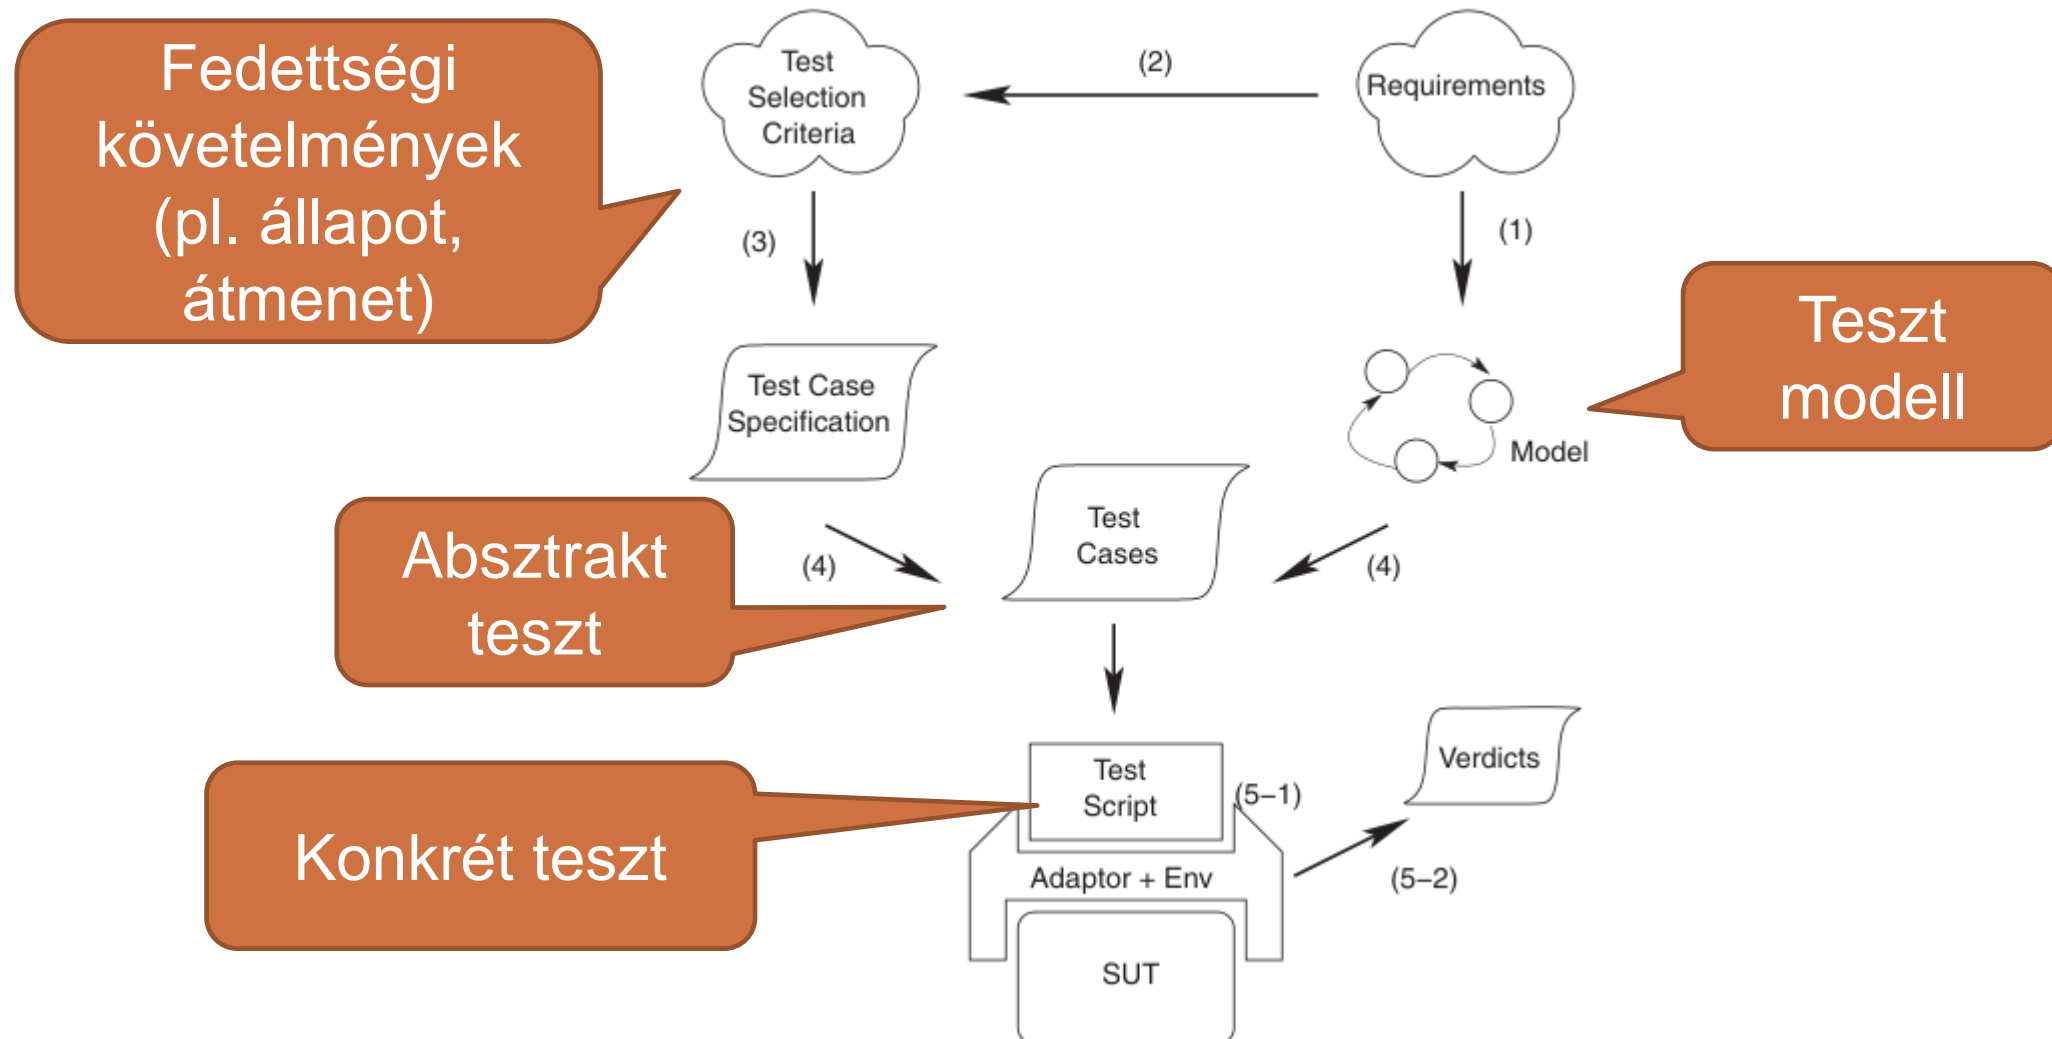 Fedettségi
követelmények
(pl. állapot,
átmenet)
Test
Selection
Criteria
(2)
Requirements
(3)
(1)
Teszt
modell
Test Case
Specification
Model
Absztrakt
teszt
(4)
Test
Cases
(4)
Konkrét teszt
Test
Script
(5–1)
Verdicts
Adaptor + Env
(5–2)
SUT